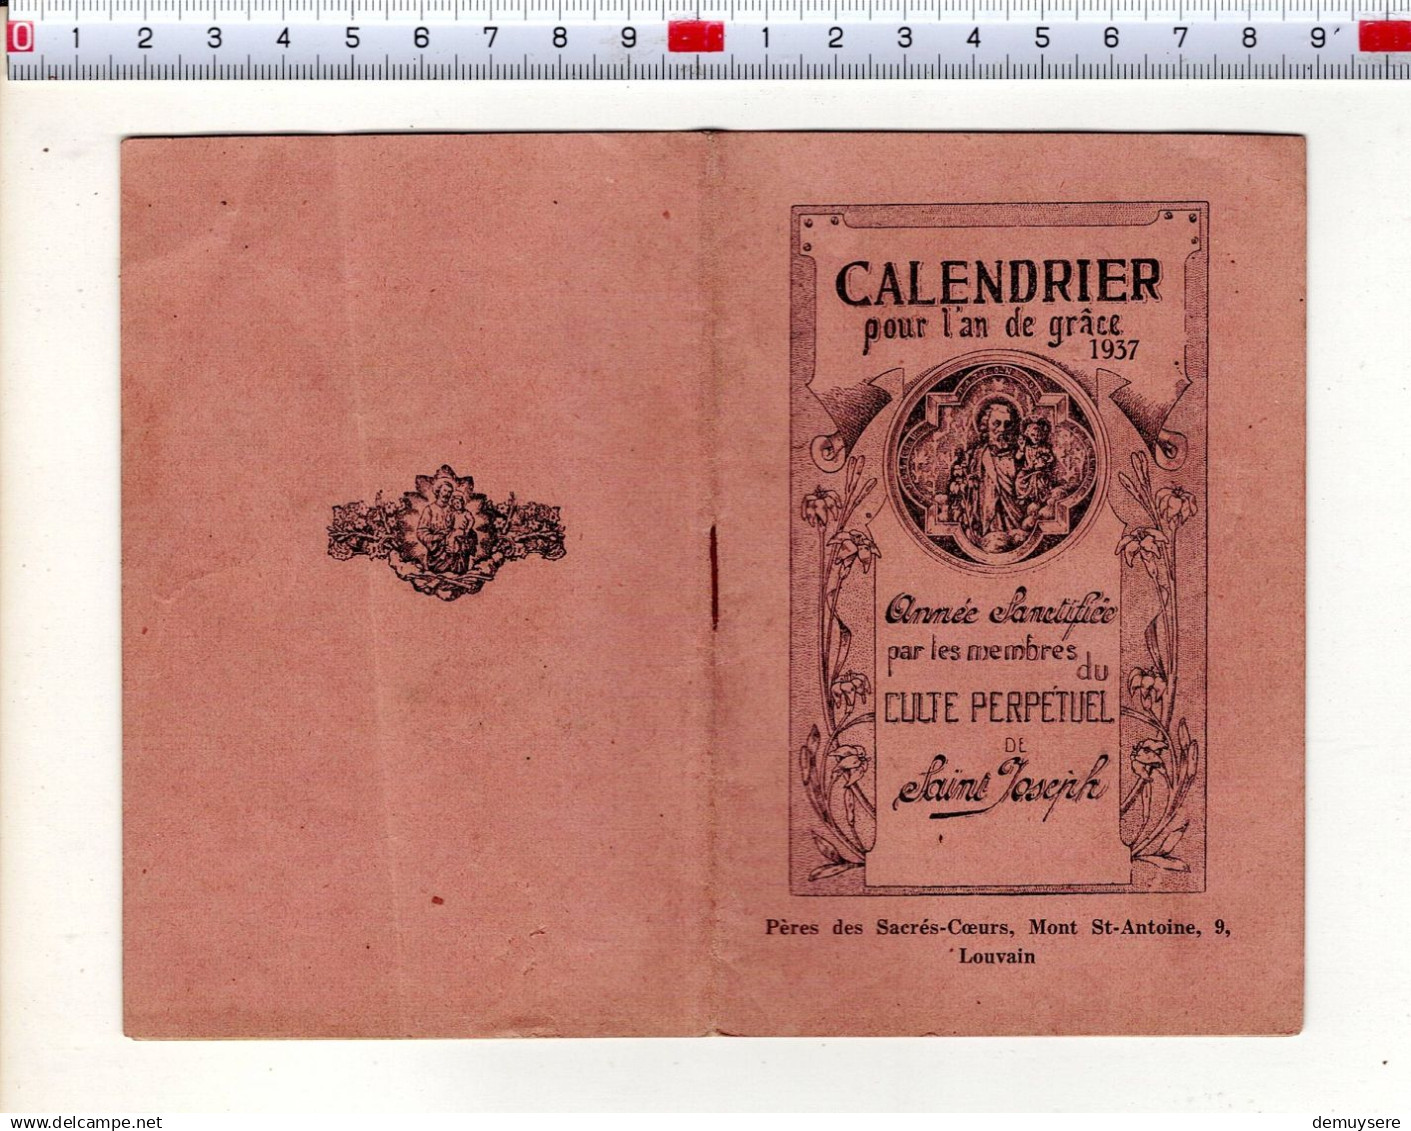 0 1 2 3 4 5 6 7 8 9 1 2 3 4 5 6 7 8 9
CALENDRIER
pour l'an de grâce
1937
Année Sanctifiée
par les membres du
CULTE PERPÉTUEL
DE
Saint Joseph
Pères des Sacrés-Cœurs, Mont St-Antoine, 9,
Louvain
www.delcampe.net
demuysere